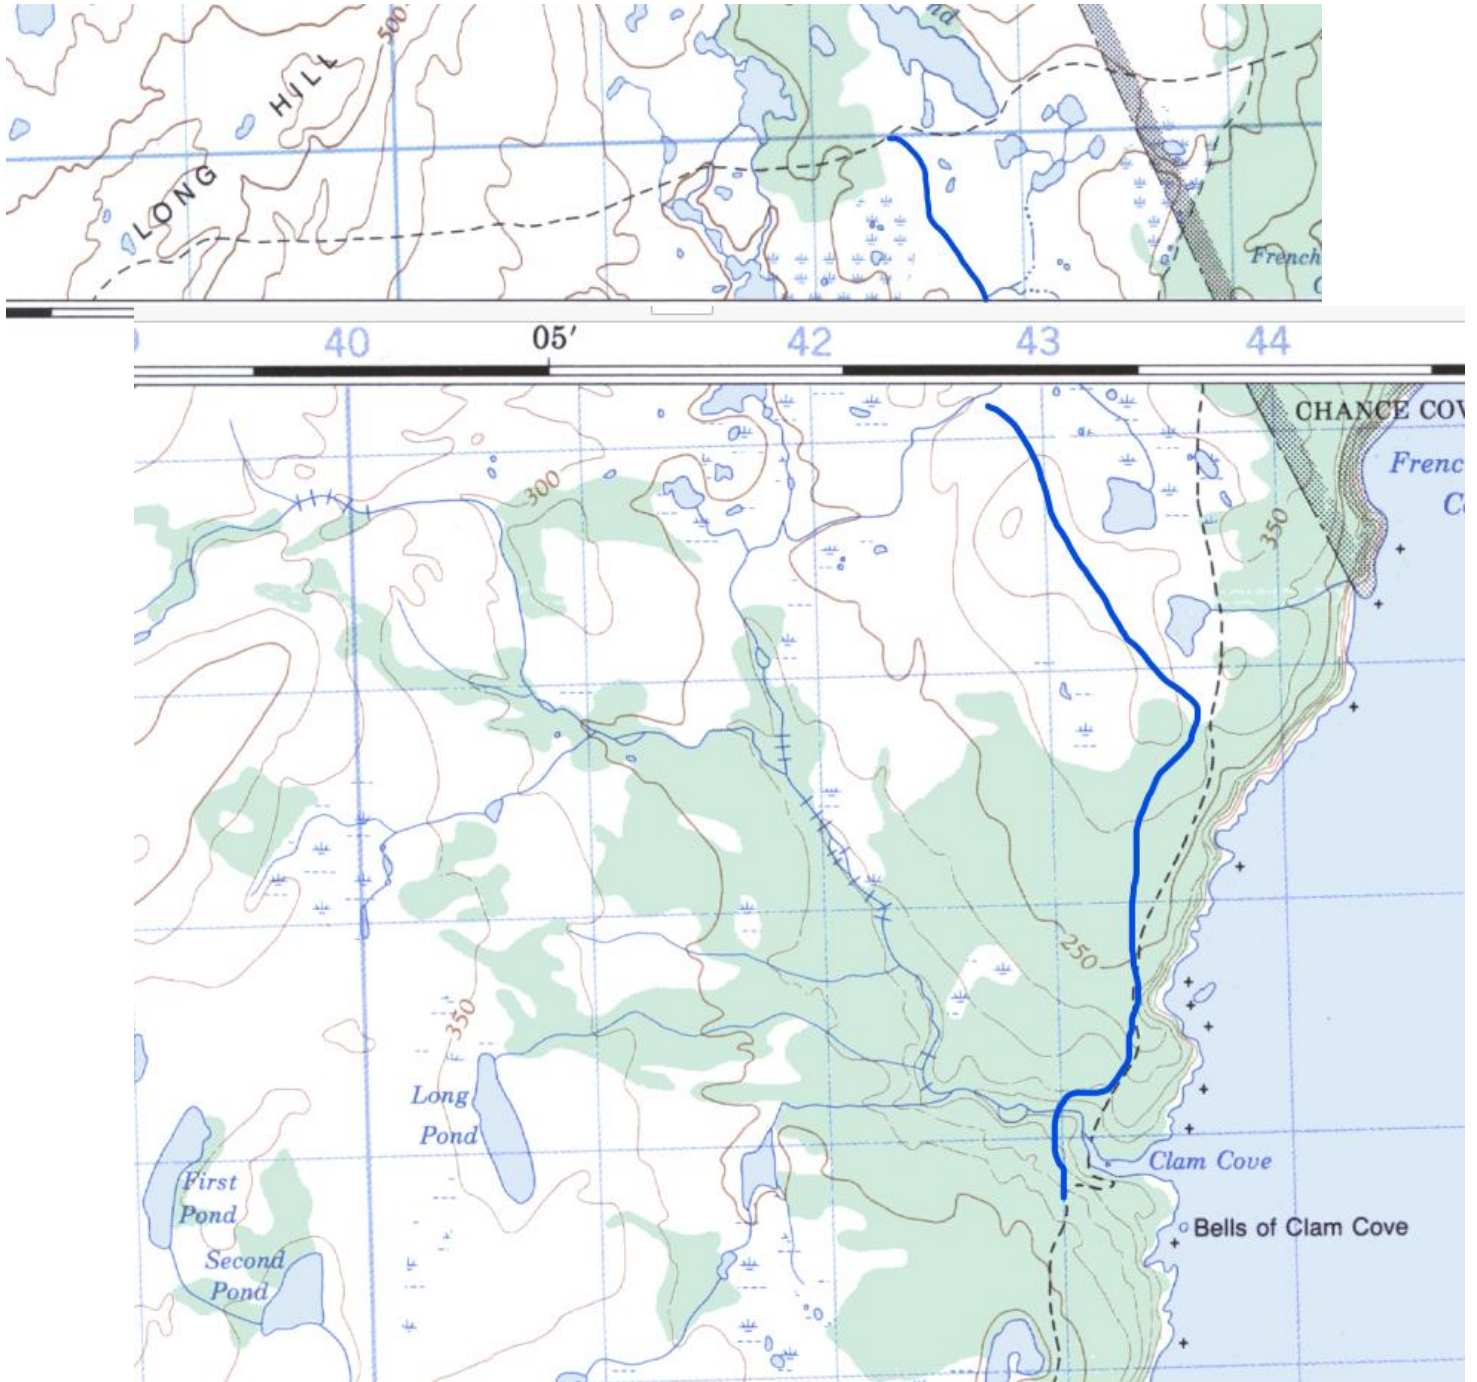 500
HILL
LONG
nd
French
C
40
05'
42
43
44
CHANCE COV
Frenc
C
300
350
250
350
Long
Pond
First
Pond
Second
Pond
Clam Cove
Bells of Clam Cove